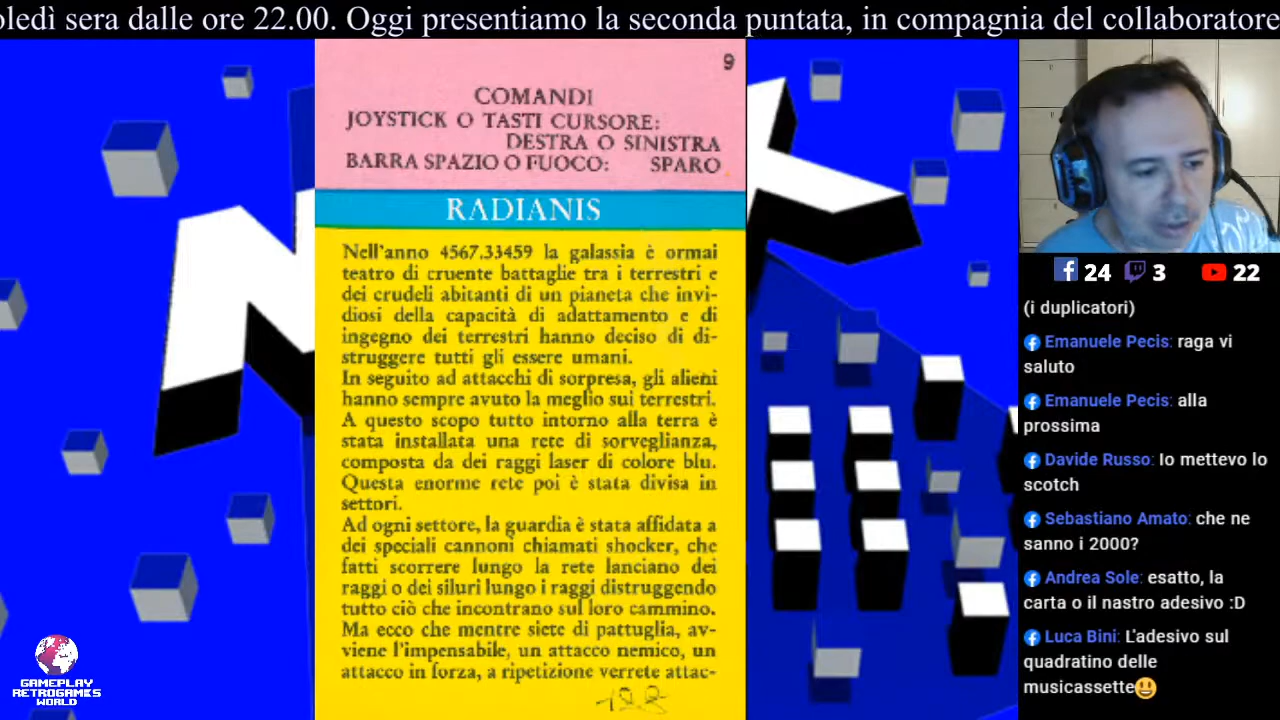 oledì sera dalle ore 22.00. Oggi presentiamo la seconda puntata, in compagnia del collaboratore
9
COMANDI
JOYSTICK O TASTI CURSORE:
DESTRA O SINISTRA
BARRA SPAZIO O FUOCO: SPARO
RADIANIS
Nell'anno 4567,33459 la galassia è ormai
teatro di cruente battaglie tra i terrestri e
dei crudeli abitanti di un pianeta che invi-
diosi della capacità di adattamento e di
ingegno dei terrestri hanno deciso di di-
struggere tutti gli essere umani.
In seguito ad attacchi di sorpresa, gli alieni
hanno sempre avuto la meglio sui terrestri.
A questo scopo tutto intorno alla terra è
stata installata una rete di sorveglianza,
composta da dei raggi laser di colore blu.
Questa enorme rete poi è stata divisa in
settori.
Ad ogni settore, la guardia è stata affidata a
dei speciali cannoni chiamati shocker, che
fatti scorrere lungo la rete lanciano dei
raggi o dei siluri lungo i raggi distruggendo
tutto ciò che incontrano sul loro cammino.
Ma ecco che mentre siete di pattuglia, av-
viene l'impensabile, un attacco nemico, un
attacco in forza, a ripetizione verrete attac-
GAMEPLAY
RETROGAMES
WORLD
24 3 22
(i duplicatori)
Emanuele Pecis: raga vi
saluto
Emanuele Pecis: alla
prossima
Davide Russo: Io mettevo lo
scotch
Sebastiano Amato: che ne
sanno i 2000?
Andrea Sole: esatto, la
carta o il nastro adesivo :D
Luca Bini: L'adesivo sul
quadratino delle
musicassette😃